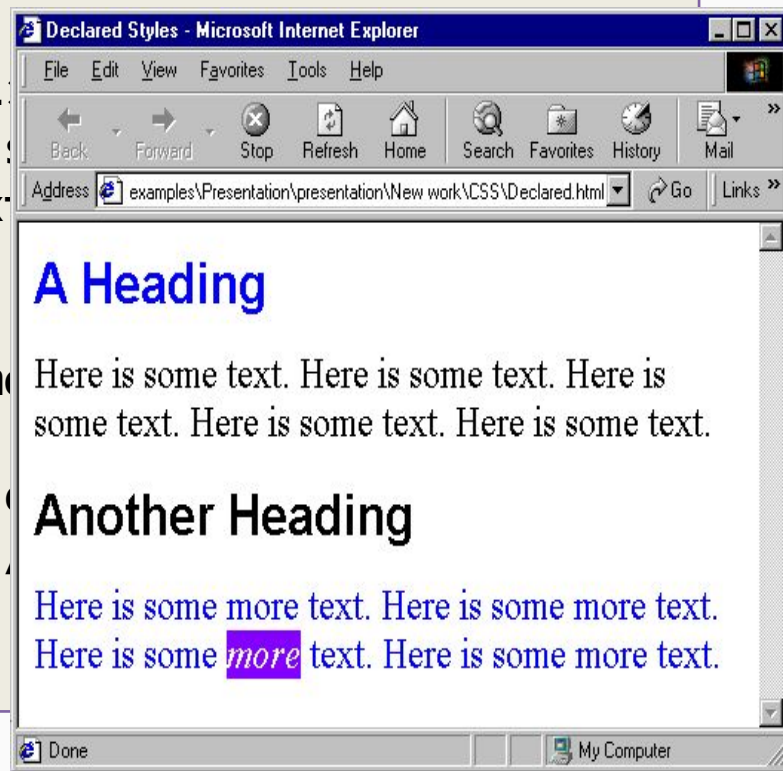 Declared Styles - Microsoft Internet Explorer
File Edit View Favorites Tools Help
Back Forward Stop Refresh Home Search Favorites History Mail »
Address examples\Presentation\presentation\New work\CSS\Declared.html Go Links »
A Heading
Here is some text. Here is some text. Here is
some text. Here is some text. Here is some text.
Another Heading
Here is some more text. Here is some more text.
Here is some more text. Here is some more text.
Done My Computer